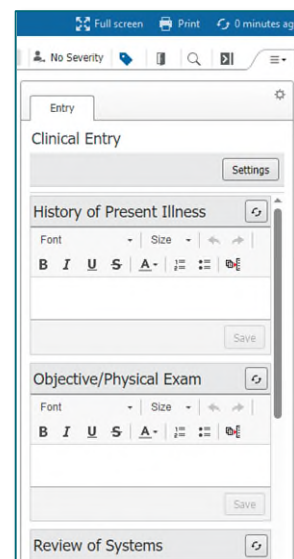 Full screen Print 0 minutes ag
No Severity
Entry
Clinical Entry
Settings
History of Present Illness
Font Size
B I U S A
Save
Objective/Physical Exam
Font Size
B I U S A
Save
Review of Systems